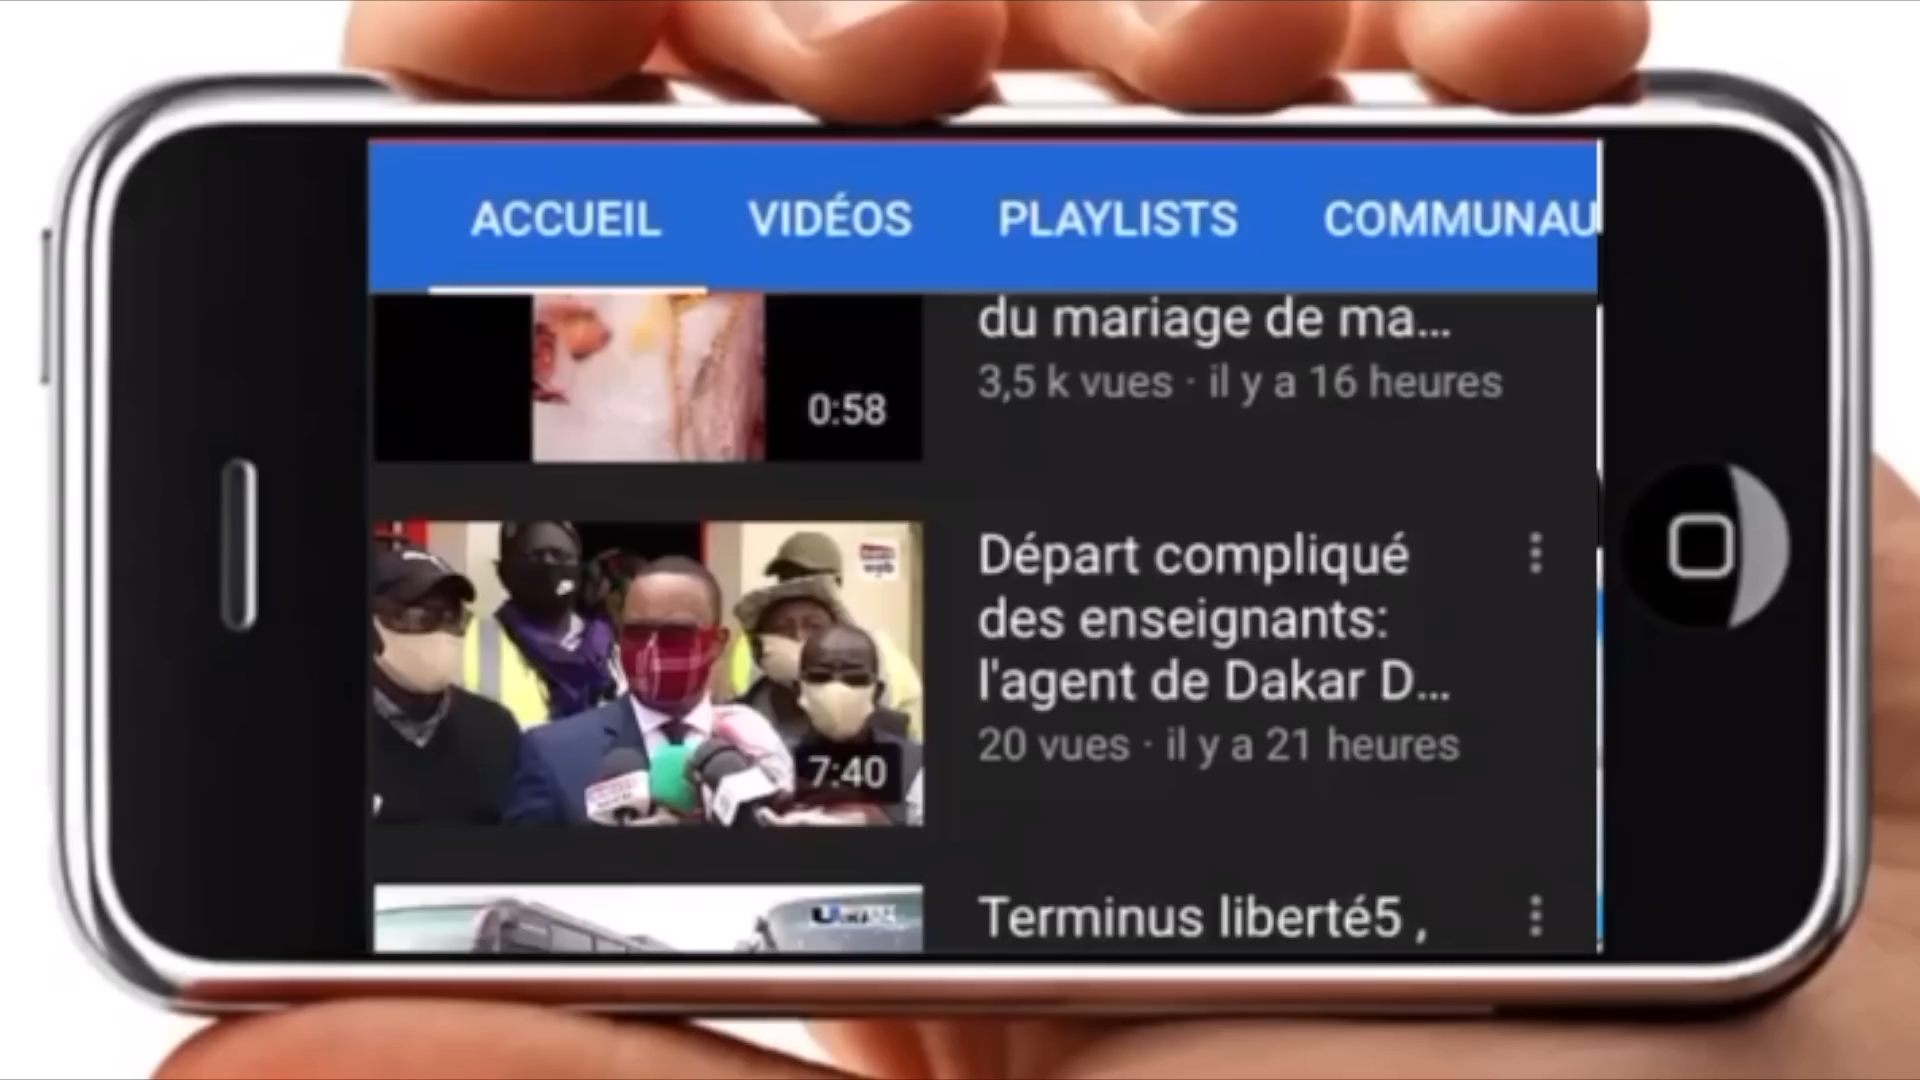 ACCUEIL VIDÉOS PLAYLISTS COMMUNAU
du mariage de ma...
3,5 k vues · il y a 16 heures
0:58
Départ compliqué
des enseignants:
l'agent de Dakar D...
20 vues · il y a 21 heures
7:40
Terminus liberté5 ,